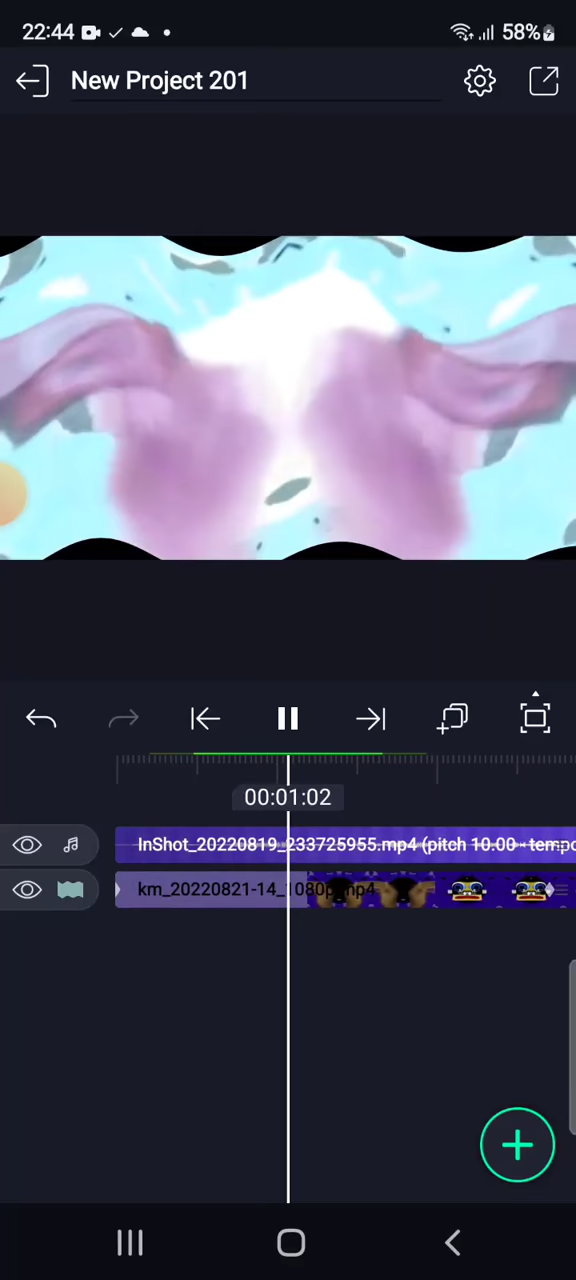 22:44
58%
New Project 201
00:01:02
InShot_20220819_233725955.mp4 (pitch 10.00 - tempo
km_20220821-14_1080p.mp4